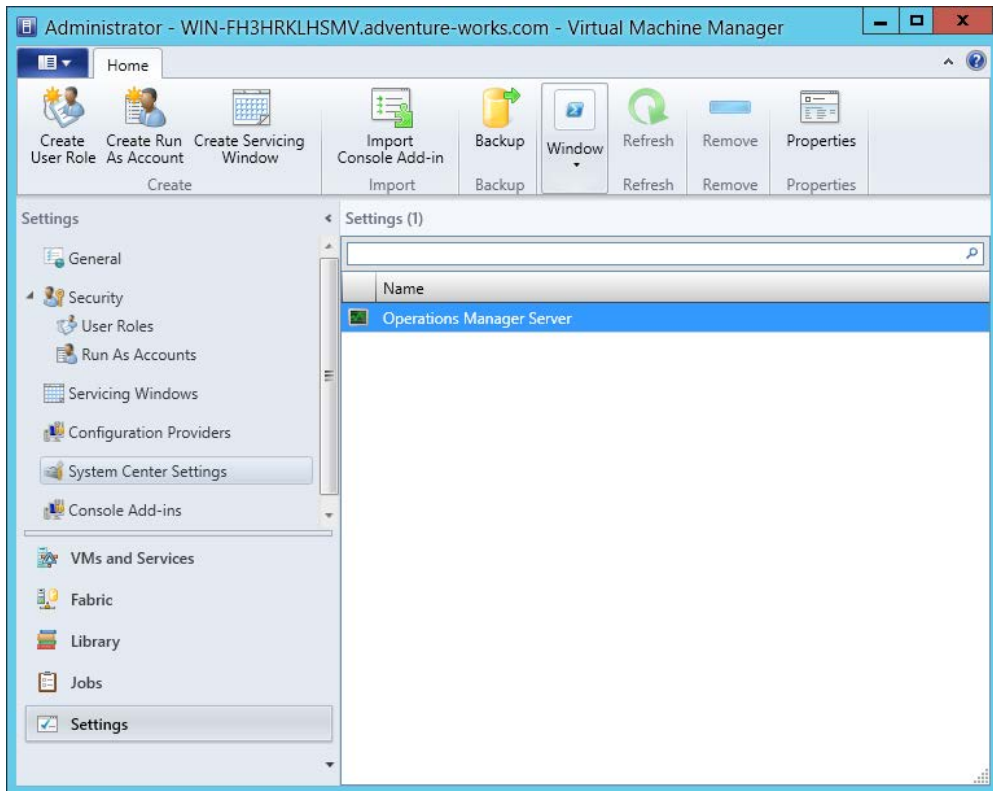 Administrator - WIN-FH3HRKLHSMV.adventure-works.com - Virtual Machine Manager
Home
Create User Role
Create Run As Account
Create Servicing Window
Import Console Add-in
Backup
Window
Refresh
Remove
Properties
Create
Import
Backup
Refresh
Remove
Properties
Settings
General
Security
User Roles
Run As Accounts
Servicing Windows
Configuration Providers
System Center Settings
Console Add-ins
VMs and Services
Fabric
Library
Jobs
Settings
Settings (1)
Name
Operations Manager Server